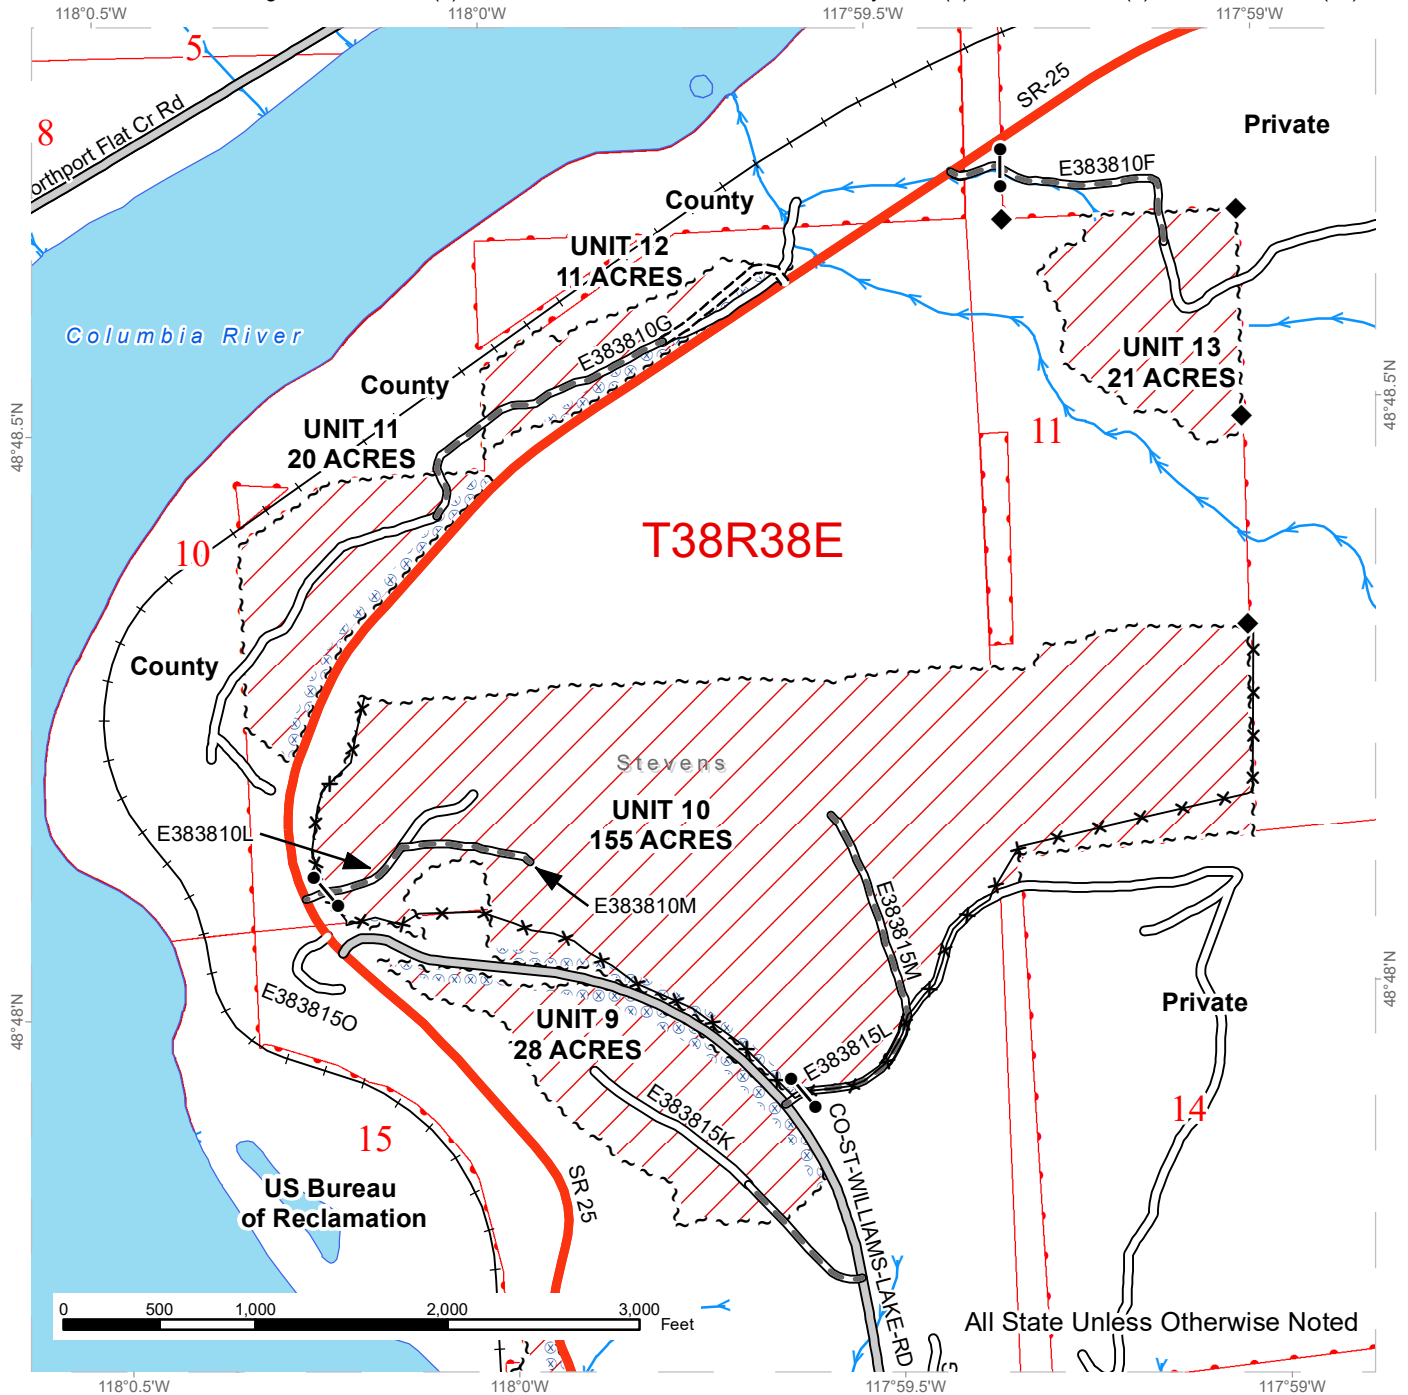 118°0.5'W
118°0'W
117°59.5'W
117°59'W
5
8
orthport Flat Cr Rd
SR-25
Private
E383810F
County
UNIT 12
11 ACRES
Columbia River
E383810G
UNIT 13
21 ACRES
County
48°48.5'N
48°48.5'N
UNIT 11
20 ACRES
11
T38R38E
10
County
Stevens
UNIT 10
155 ACRES
E383810L
E383810M
E383815M
E383815O
Private
48°48'N
48°48'N
UNIT 9
28 ACRES
E383815L
E383815K
CO-ST-WILLIAMS-LAKE-RD
14
15
SR 25
US Bureau
of Reclamation
0 500 1,000 2,000 3,000
Feet
All State Unless Otherwise Noted
118°0.5'W
118°0'W
117°59.5'W
117°59'W